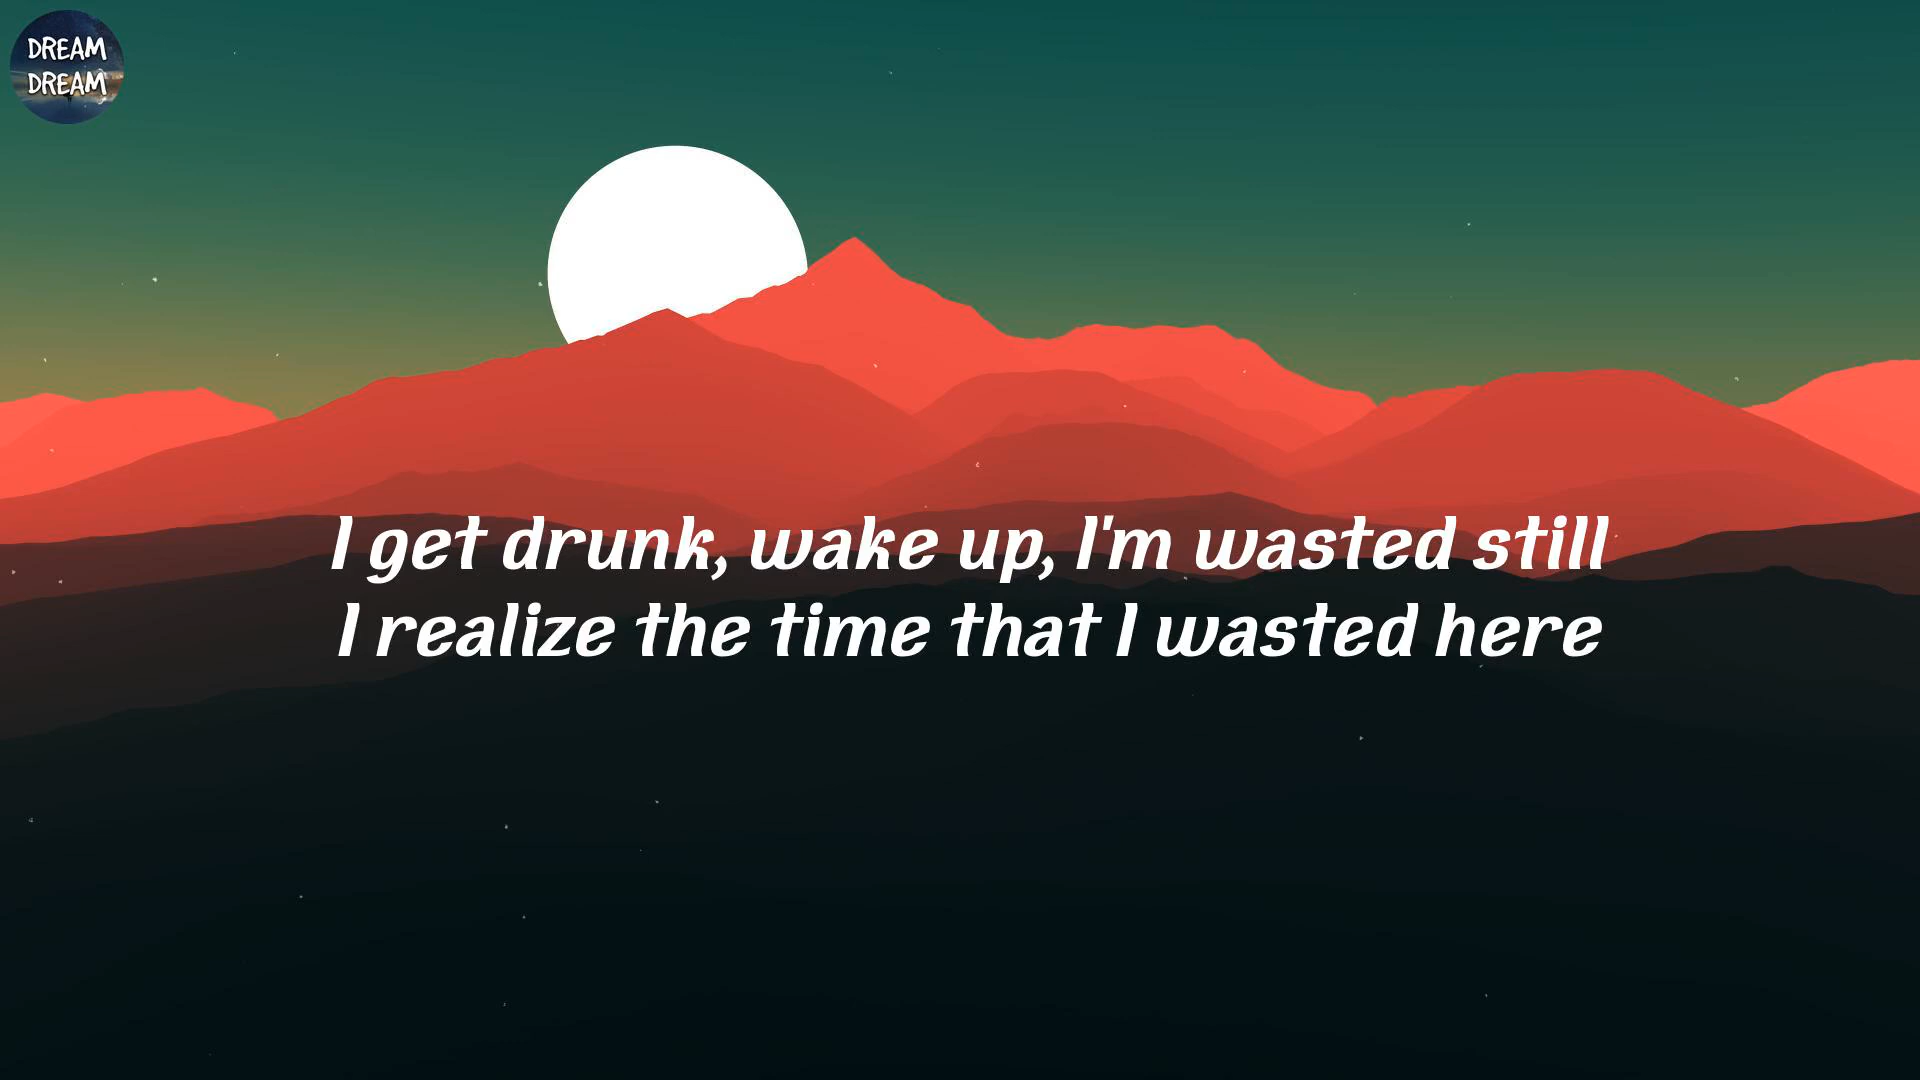 DREAM
DREAM
I get drunk, wake up, I'm wasted still
I realize the time that I wasted here